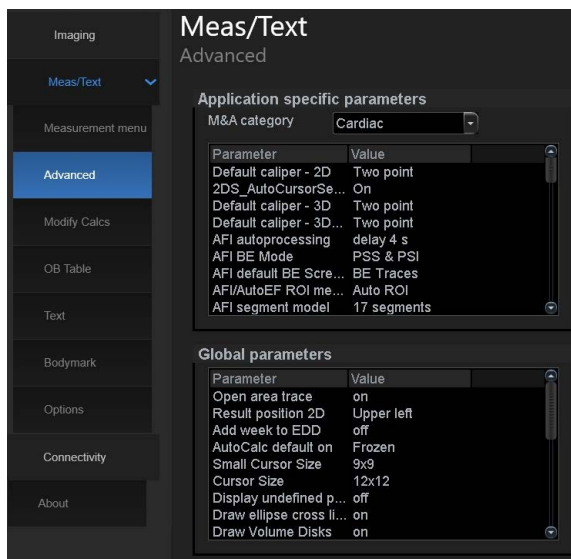 Imaging
Meas/Text
Measurement menu
Advanced
Modify Calcs
OB Table
Text
Bodymark
Options
Connectivity
About
Meas/Text
Advanced
Application specific parameters
M&A category Cardiac
Parameter Value
Default caliper - 2D Two point
2DS_AutoCursorSe... On
Default caliper - 3D Two point
Default caliper - 3D... Two point
AFI autoprocessing delay 4 s
AFI BE Mode PSS & PSI
AFI default BE Scre... BE Traces
AFI/AutoEF ROI me... Auto ROI
AFI segment model 17 segments
Global parameters
Parameter Value
Open area trace on
Result position 2D Upper left
Add week to EDD off
AutoCalc default on Frozen
Small Cursor Size 9x9
Cursor Size 12x12
Display undefined p... off
Draw ellipse cross li... on
Draw Volume Disks on